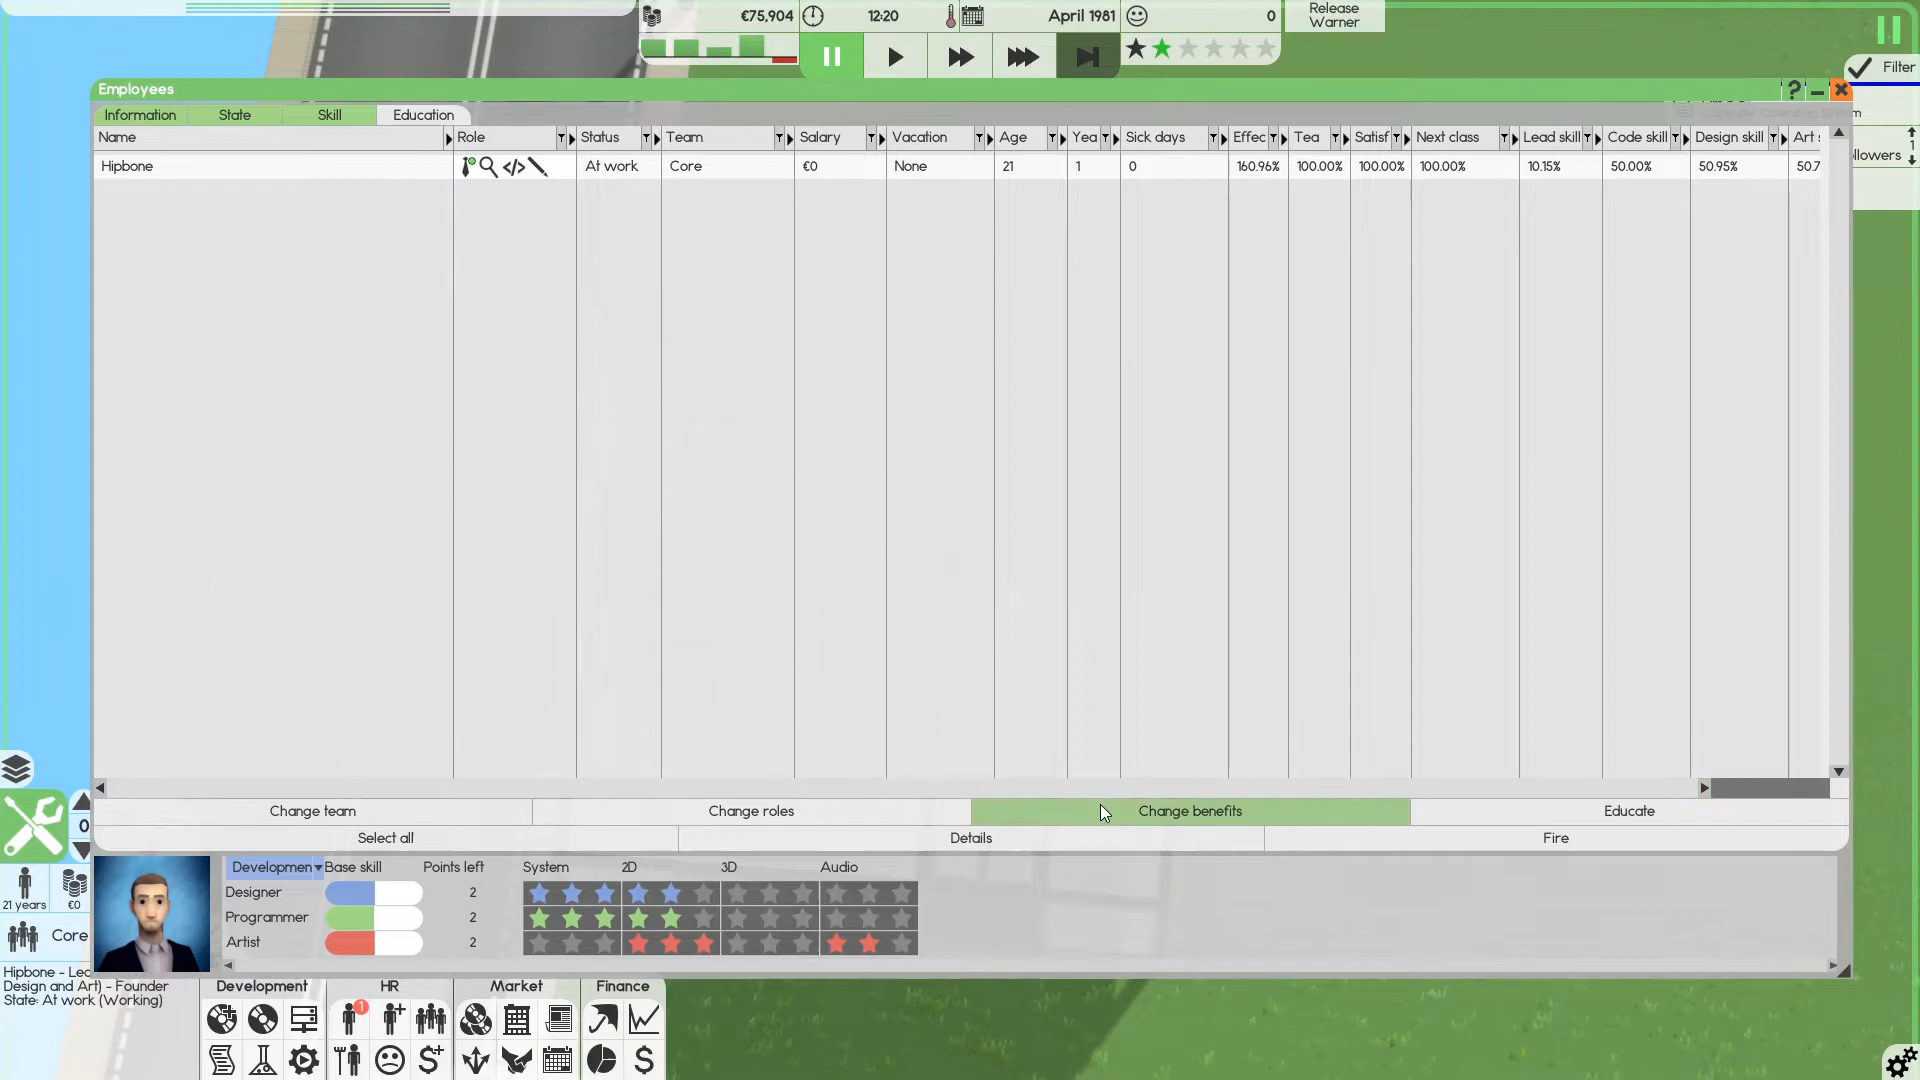 €75,904
12:20
April 1981
0
Release
Warner
Filter
Employees
?
Information State Skill Education
Name Role Status Team Salary Vacation Age Yea Sick days Effec Tea Satisf Next class Lead skill Code skill Design skill Art s
Hipbone </> At work Core €0 None 21 1 0 160.96% 100.00% 100.00% 100.00% 10.15% 50.00% 50.95% 50.7
1
llowers
Change team Change roles Change benefits Educate
Select all Details Fire
0
Developmen Base skill Points left System 2D 3D Audio
Designer 2
Programmer 2
Artist 2
21 years €0
Core
Hipbone - Lea
Design and Art) - Founder
State: At work (Working)
Development HR Market Finance
1